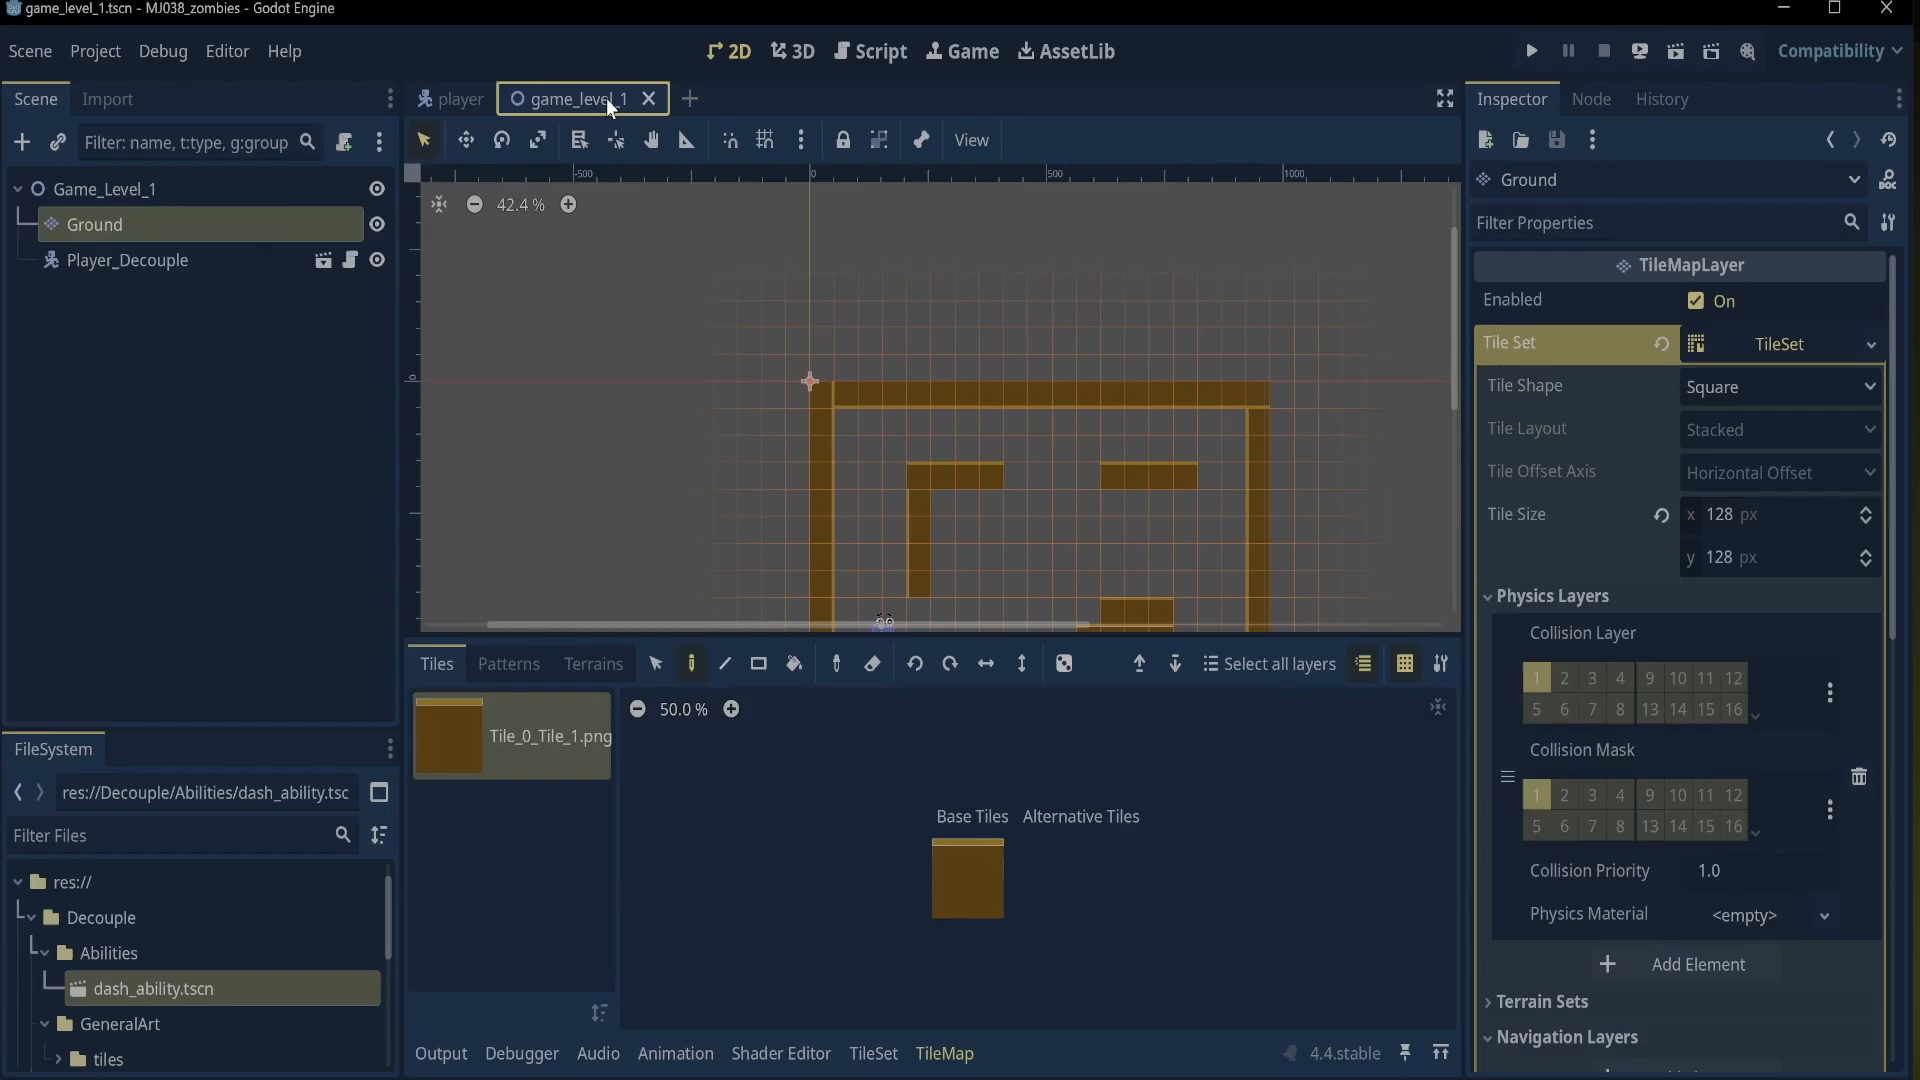 game_level_1.tscn - MJ038_zombies - Godot Engine
Scene Project Debug Editor Help
2D 3D Script Game AssetLib
Compatibility
Scene Import
Filter: name, t:type, g:group
Game_Level_1
Ground
Player_Decouple
FileSystem
res://Decouple/Abilities/dash_ability.tsc
Filter Files
res://
Decouple
Abilities
dash_ability.tscn
GeneralArt
tiles
player game_level_1
View
-500 0 500 1000
0
42.4 %
Tiles Patterns Terrains Select all layers
Tile_0_Tile_1.png
50.0 %
Base Tiles Alternative Tiles
Output Debugger Audio Animation Shader Editor TileSet TileMap 4.4.stable
Inspector Node History
Ground
DOC
Filter Properties
TileMapLayer
Enabled On
Tile Set TileSet
Tile Shape Square
Tile Layout Stacked
Tile Offset Axis Horizontal Offset
Tile Size x 128 px
y 128 px
Physics Layers
Collision Layer
1 2 3 4 9 10 11 12
5 6 7 8 13 14 15 16
Collision Mask
1 2 3 4 9 10 11 12
5 6 7 8 13 14 15 16
Collision Priority 1.0
Physics Material <empty>
Add Element
Terrain Sets
Navigation Layers